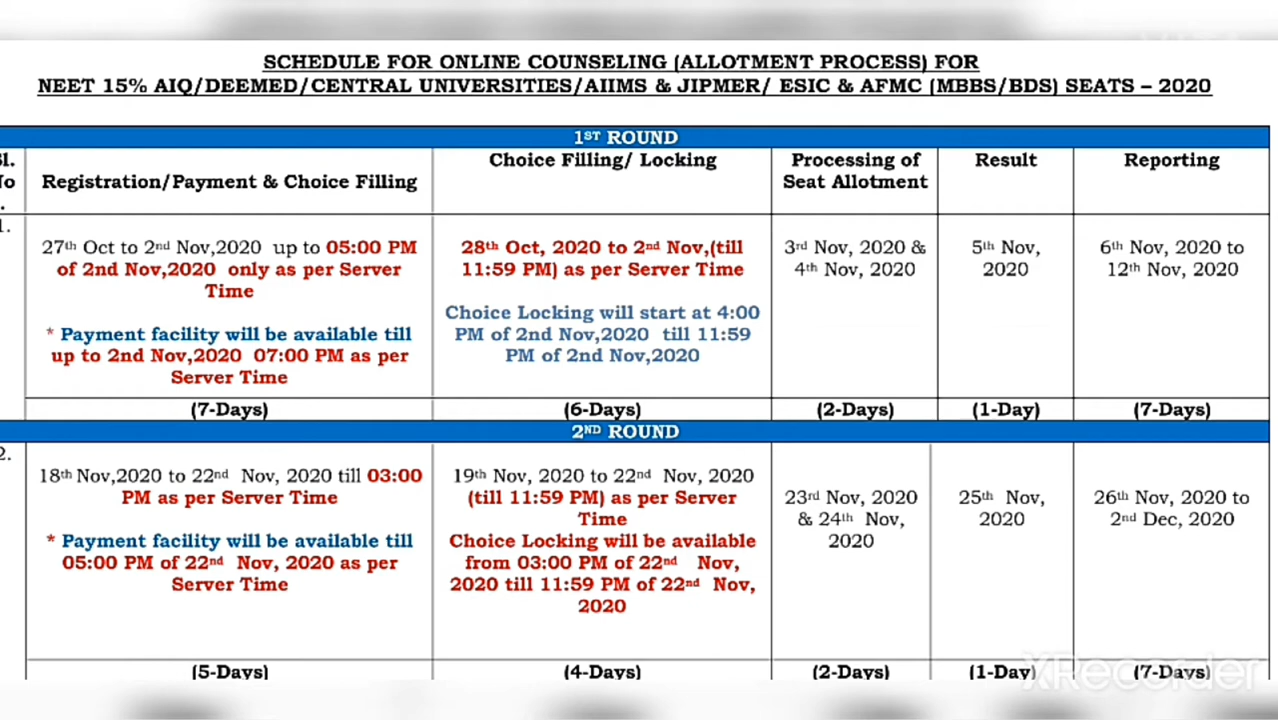 SCHEDULE FOR ONLINE COUNSELING (ALLOTMENT PROCESS) FOR
NEET 15% AIQ/DEEMED/CENTRAL UNIVERSITIES/AIIMS & JIPMER/ ESIC & AFMC (MBBS/BDS) SEATS – 2020
1ST ROUND
Sl.
No
.
Registration/Payment & Choice Filling
Choice Filling/ Locking
Processing of
Seat Allotment
Result
Reporting
1.
27th Oct to 2nd Nov,2020 up to 05:00 PM
of 2nd Nov,2020 only as per Server
Time
* Payment facility will be available till
up to 2nd Nov,2020 07:00 PM as per
Server Time
28th Oct, 2020 to 2nd Nov,(till
11:59 PM) as per Server Time
Choice Locking will start at 4:00
PM of 2nd Nov,2020 till 11:59
PM of 2nd Nov,2020
3rd Nov, 2020 &
4th Nov, 2020
5th Nov,
2020
6th Nov, 2020 to
12th Nov, 2020
(7-Days)
(6-Days)
(2-Days)
(1-Day)
(7-Days)
2ND ROUND
2.
18th Nov,2020 to 22nd Nov, 2020 till 03:00
PM as per Server Time
* Payment facility will be available till
05:00 PM of 22nd Nov, 2020 as per
Server Time
19th Nov, 2020 to 22nd Nov, 2020
(till 11:59 PM) as per Server
Time
Choice Locking will be available
from 03:00 PM of 22nd Nov,
2020 till 11:59 PM of 22nd Nov,
2020
23rd Nov, 2020
& 24th Nov,
2020
25th Nov,
2020
26th Nov, 2020 to
2nd Dec, 2020
(5-Days)
(4-Days)
(2-Days)
(1-Day)
(7-Days)
XRecorder